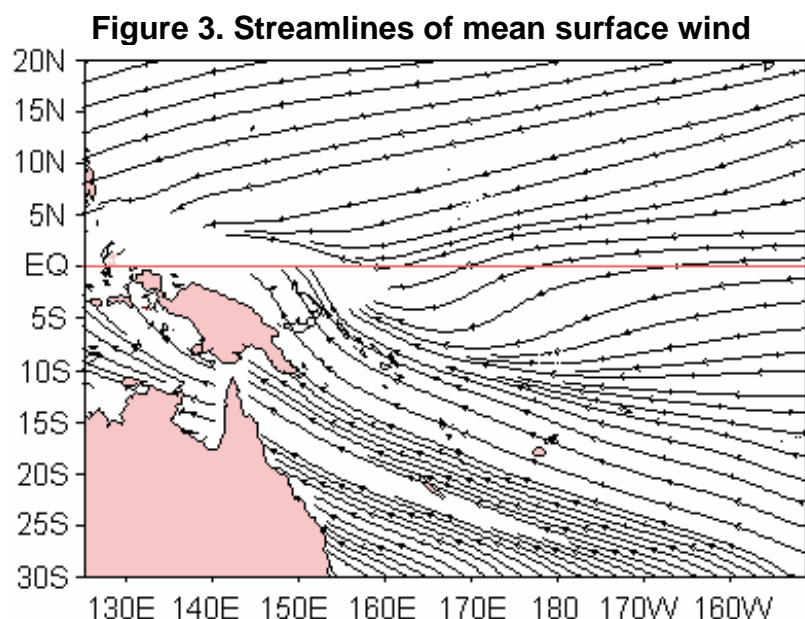 Figure 3. Streamlines of mean surface wind
20N
15N
10N
5N
EQ
5S
10S
15S
20S
25S
30S
130E 140E 150E 160E 170E 180 170W 160W